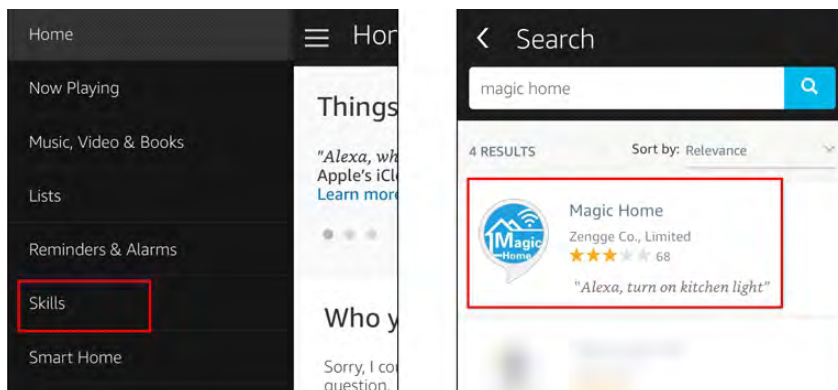 Home
Now Playing
Music, Video & Books
Lists
Reminders & Alarms
Skills
Smart Home
Hor
Things
"Alexa, wh
Apple's iCl
Learn more
Who y
Sorry, I cou
question.
Search
magic home
4 RESULTS
Sort by: Relevance
Magic
Home
Magic Home
Zengge Co., Limited
68
"Alexa, turn on kitchen light"